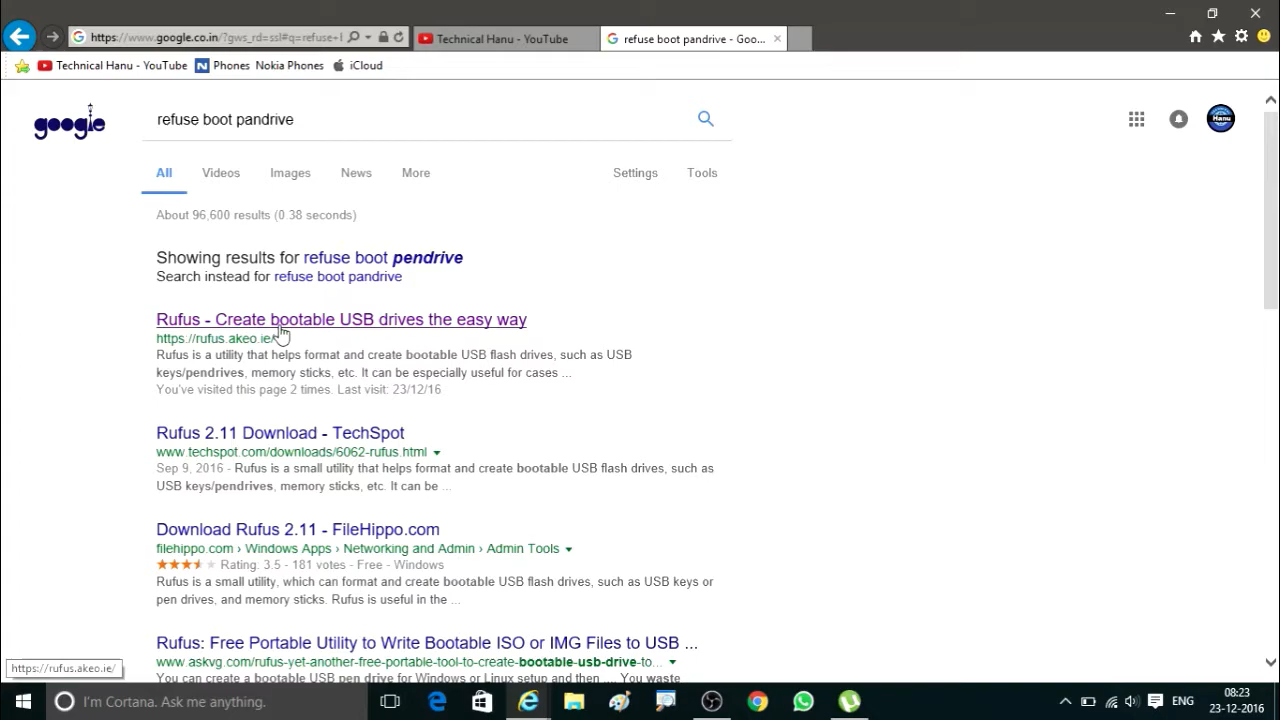 https://www.google.co.in/?gws_rd=ssl#q=refuse+l
Technical Hanu - YouTube
refuse boot pandrive - Goo...
Technical Hanu - YouTube
N Phones Nokia Phones
iCloud
google
refuse boot pandrive
Hanu
All Videos Images News More Settings Tools
About 96,600 results (0 38 seconds)
Showing results for refuse boot pendrive
Search instead for refuse boot pandrive
Rufus - Create bootable USB drives the easy way
https://rufus.akeo.ie/
Rufus is a utility that helps format and create bootable USB flash drives, such as USB
keys/pendrives, memory sticks, etc. It can be especially useful for cases ...
You've visited this page 2 times. Last visit: 23/12/16
Rufus 2.11 Download - TechSpot
www.techspot.com/downloads/6062-rufus.html
Sep 9, 2016 - Rufus is a small utility that helps format and create bootable USB flash drives, such as
USB keys/pendrives, memory sticks, etc. It can be ...
Download Rufus 2.11 - FileHippo.com
filehippo.com › Windows Apps › Networking and Admin › Admin Tools
Rating: 3.5 - 181 votes - Free - Windows
Rufus is a small utility, which can format and create bootable USB flash drives, such as USB keys or
pen drives, and memory sticks. Rufus is useful in the ...
Rufus: Free Portable Utility to Write Bootable ISO or IMG Files to USB ...
www.askvg.com/rufus-yet-another-free-portable-tool-to-create-bootable-usb-drive-to...
You can create a bootable USB pen drive for Windows or Linux setup and then .... You waste
https://rufus.akeo.ie/
I'm Cortana. Ask me anything.
ENG
08:23
23-12-2016